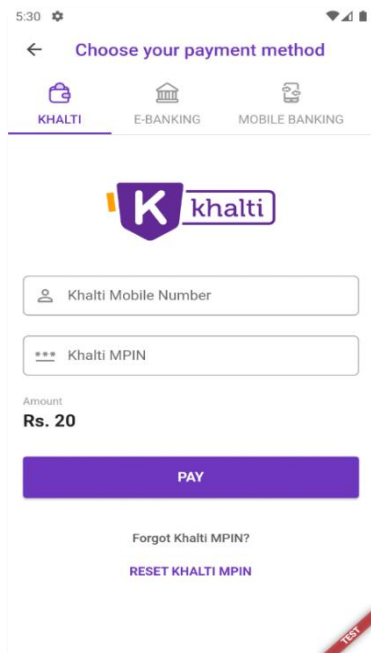 5:30
Choose your payment method
KHALTI E-BANKING MOBILE BANKING
K khalti
Khalti Mobile Number
Khalti MPIN
Amount
Rs. 20
PAY
Forgot Khalti MPIN?
RESET KHALTI MPIN
TEST